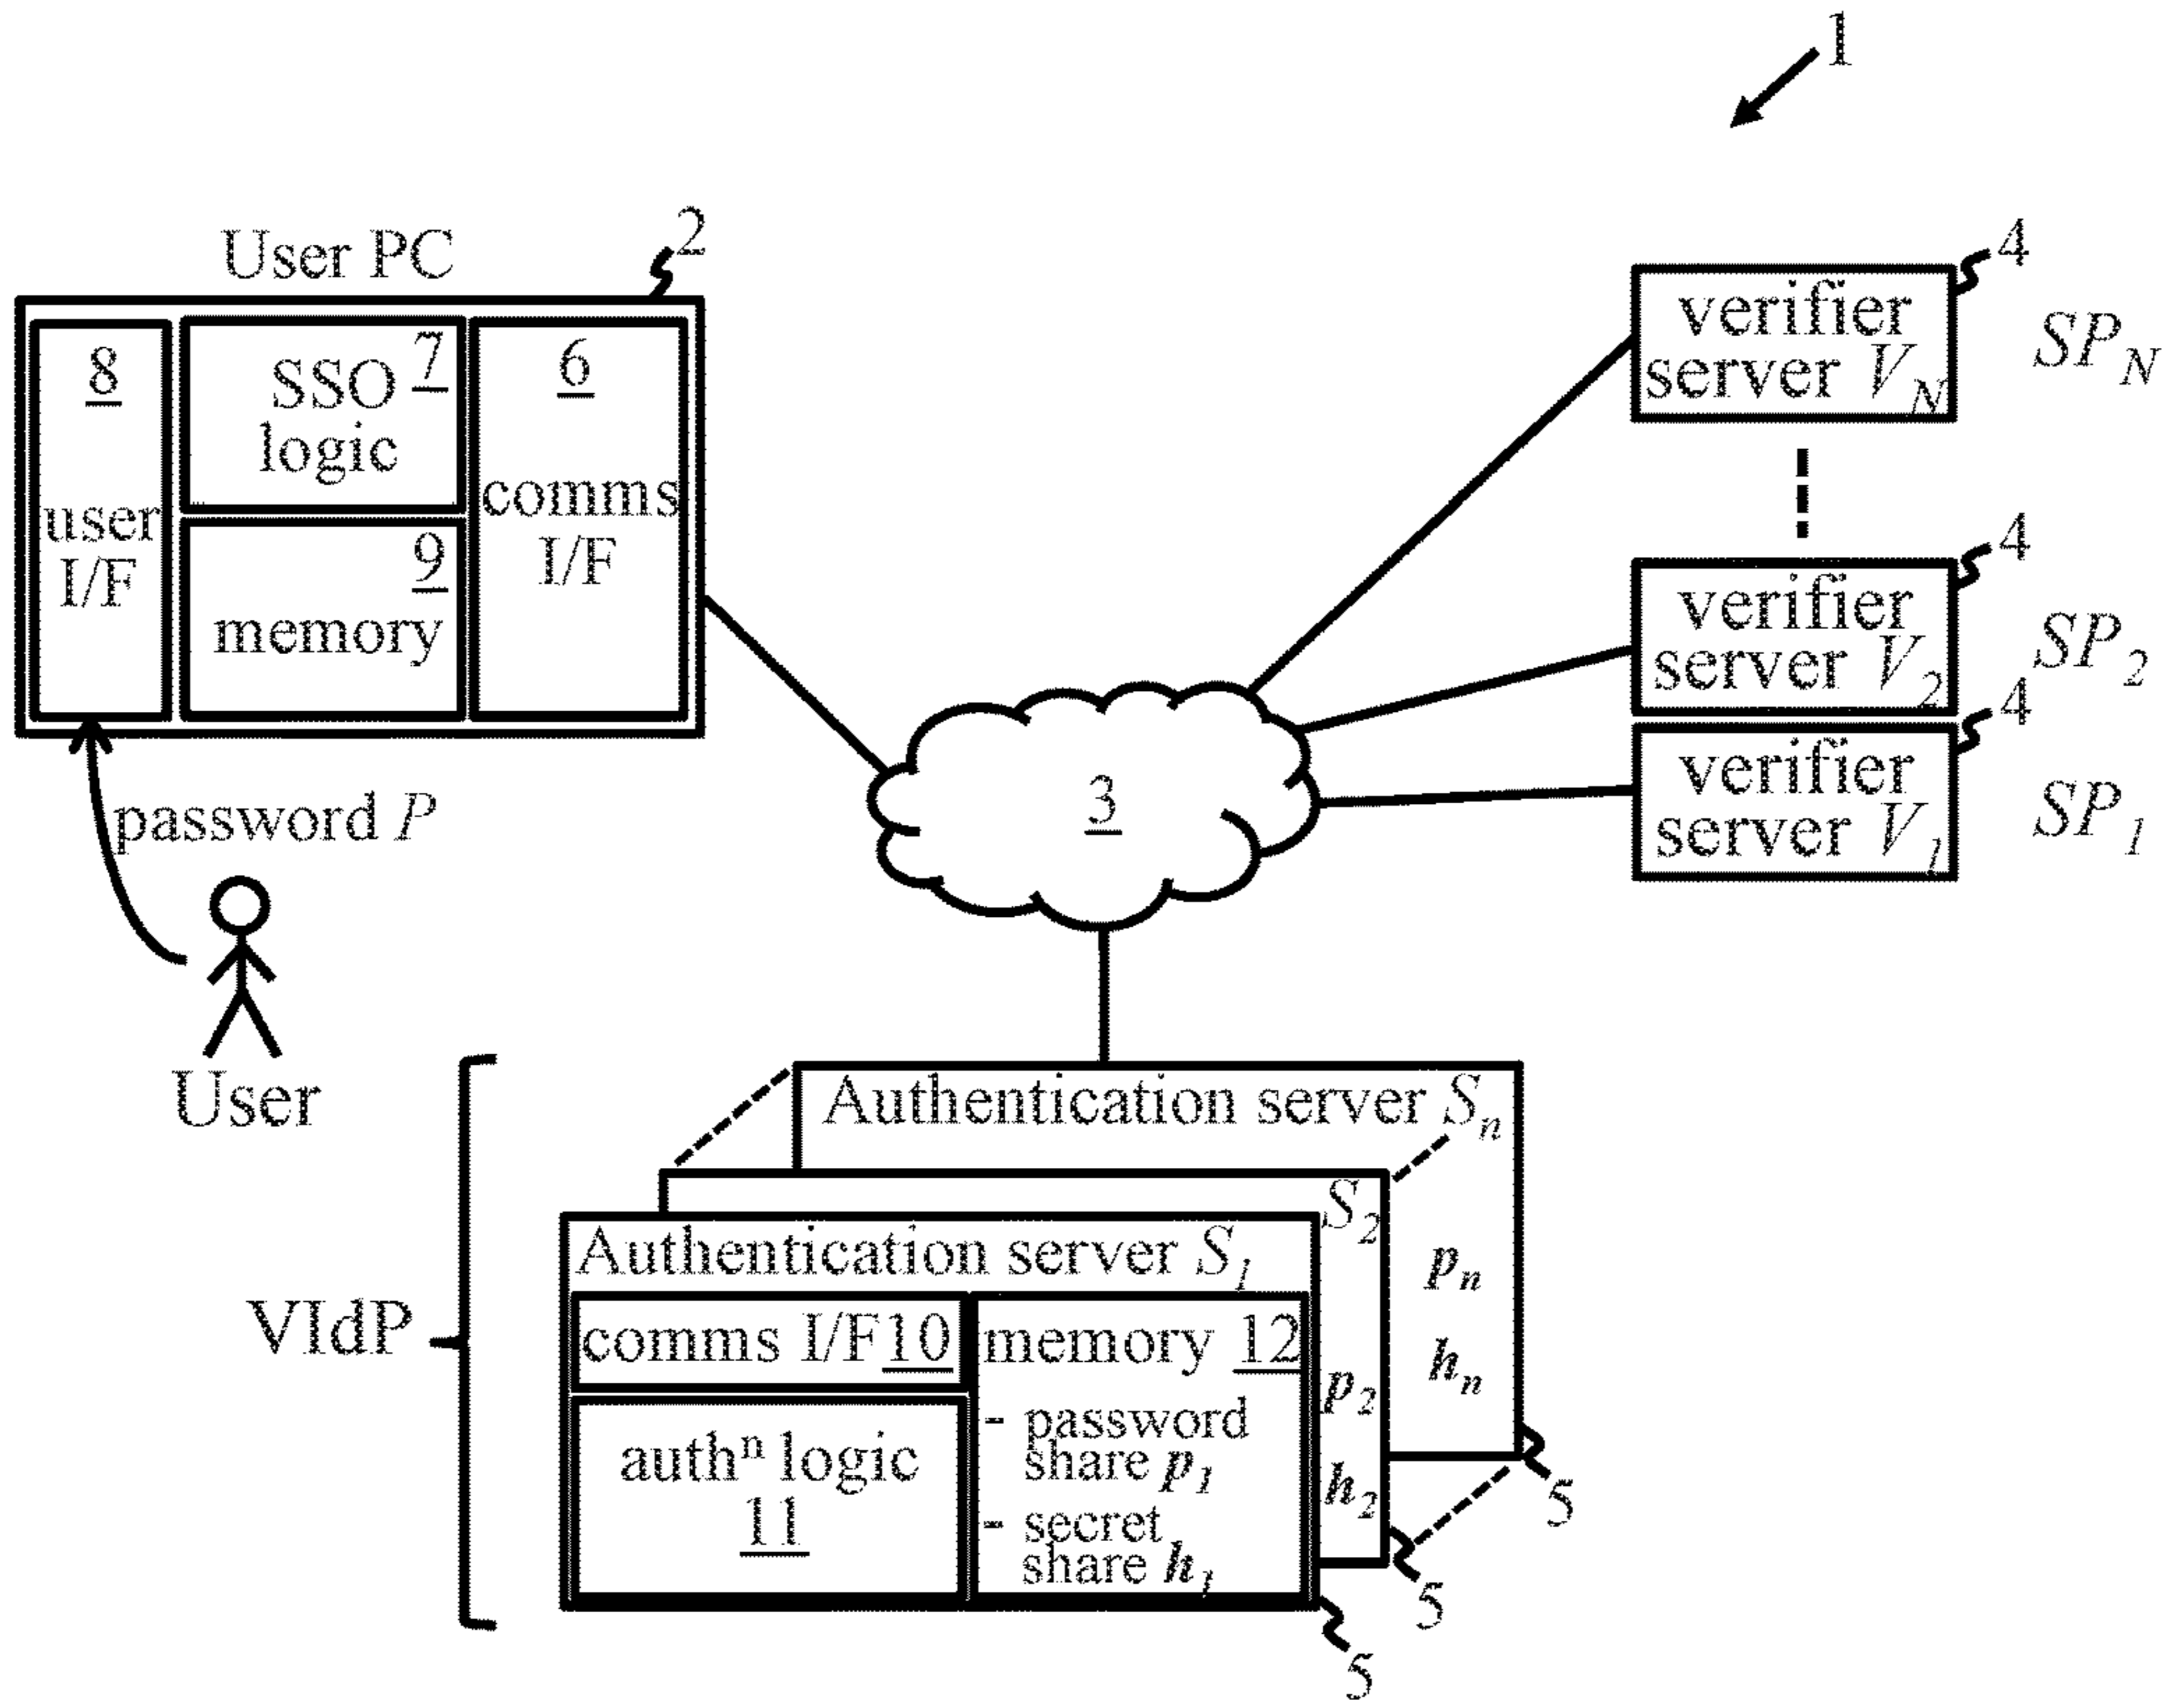 1
User PC
2
8
user
I/F
SSO 7
logic
9
memory
6
comms
I/F
password P
User
3
verifier
server V_N
4
SP_N
verifier
server V_2
4
SP_2
verifier
server V_1
4
SP_1
VIdP
Authentication server S_n
p_n
h_n
5
S_2
p_2
h_2
5
Authentication server S_1
comms I/F 10
authⁿ logic
11
memory 12
- password
share p_1
- secret
share h_1
5